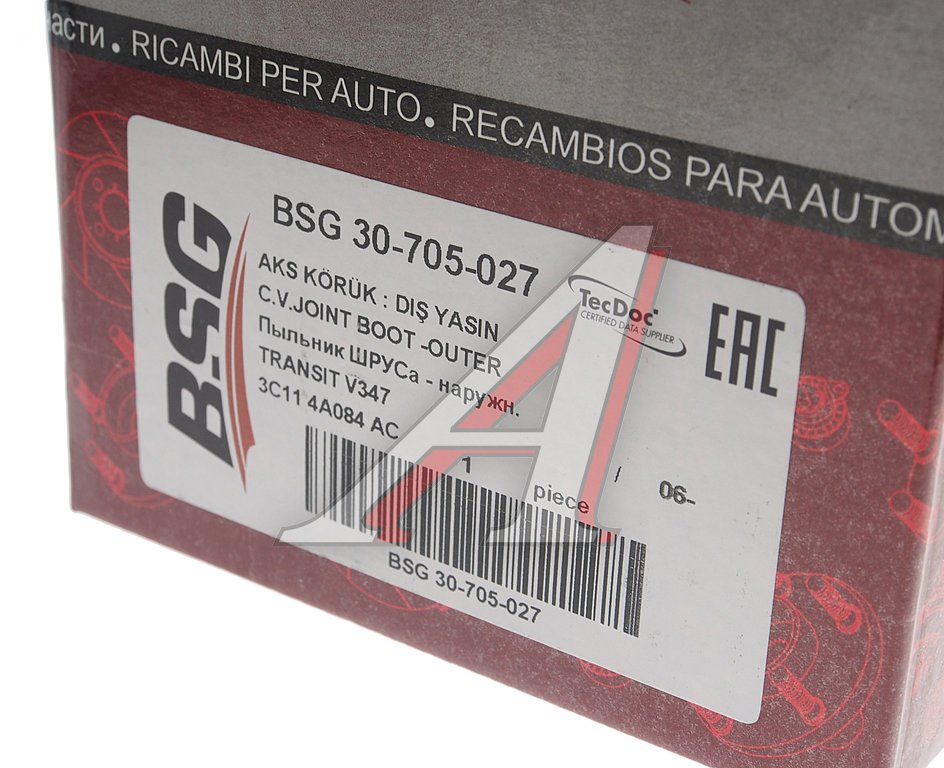 части • RICAMBI PER AUTO • RECAMBIOS PARA AUTOM
BSG
BSG 30-705-027
AKS KÖRÜK : DIŞ YASIN
C.V.JOINT BOOT -OUTER
Пыльник ШРУСа - наружн.
TRANSIT V347
3C11 4A084 AC
TecDoc
CERTIFIED DATA SUPPLIER
EAC
1 piece / 06-
BSG 30-705-027